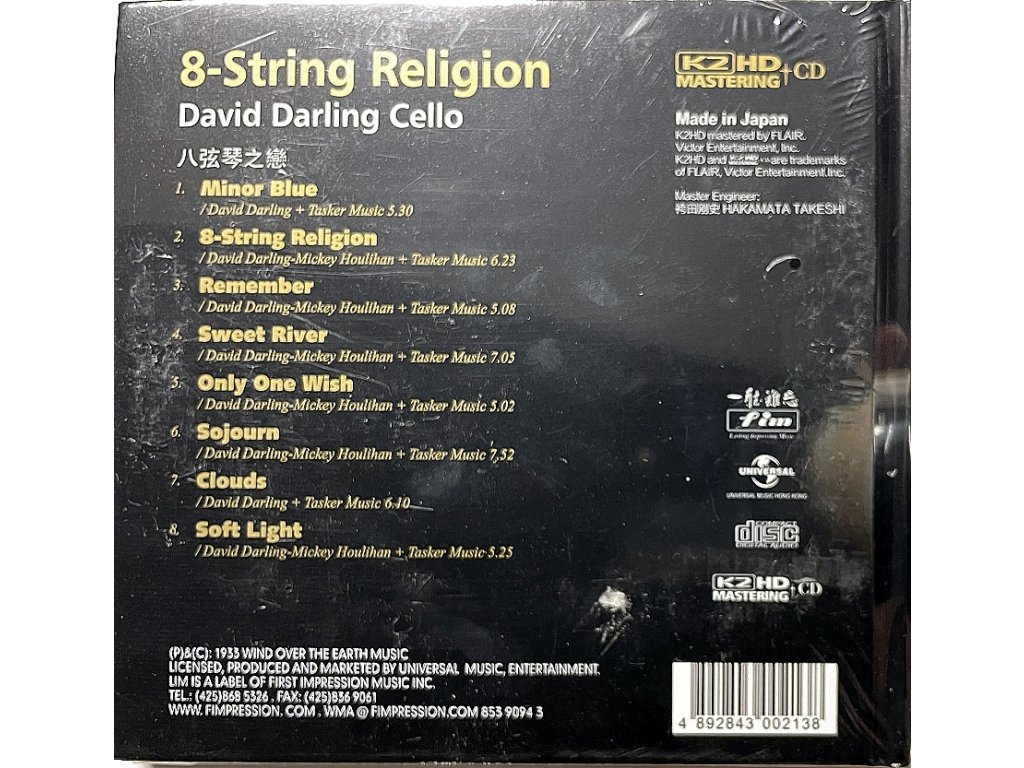 8-String Religion
David Darling Cello
八弦琴之戀
1. Minor Blue
/David Darling + Tasker Music 5.30
2. 8-String Religion
/David Darling-Mickey Houlihan + Tasker Music 6.23
3. Remember
/David Darling-Mickey Houlihan + Tasker Music 5.08
4. Sweet River
/David Darling-Mickey Houlihan + Tasker Music 7.05
5. Only One Wish
/David Darling-Mickey Houlihan + Tasker Music 5.02
6. Sojourn
/David Darling-Mickey Houlihan + Tasker Music 7,52
7. Clouds
/David Darling + Tasker Music 6.10
8. Soft Light
/David Darling-Mickey Houlihan + Tasker Music 5.25
K2 HD
MASTERING +CD
Made in Japan
K2HD mastered by FLAIR.
Victor Entertainment, Inc.
K2HD and are trademarks
of FLAIR, Victor Entertainment.Inc.
Master Engineer:
袴田剛史 HAKAMATA TAKESHI
fim
Lasting Impression Music
UNIVERSAL
UNIVERSAL MUSIC HONG KONG
COMPACT
disc
DIGITAL AUDIO
K2 HD
MASTERING +CD
(P)&(C): 1933 WIND OVER THE EARTH MUSIC
LICENSED, PRODUCED AND MARKETED BY UNIVERSAL MUSIC, ENTERTAINMENT.
LIM IS A LABEL OF FIRST IMPRESSION MUSIC INC.
TEL.: (425)868 5326 . FAX: (425)836 9061
WWW. FIMPRESSION. COM . WMA @ FIMPRESSION.COM 853 9094 3
4 892843 002138